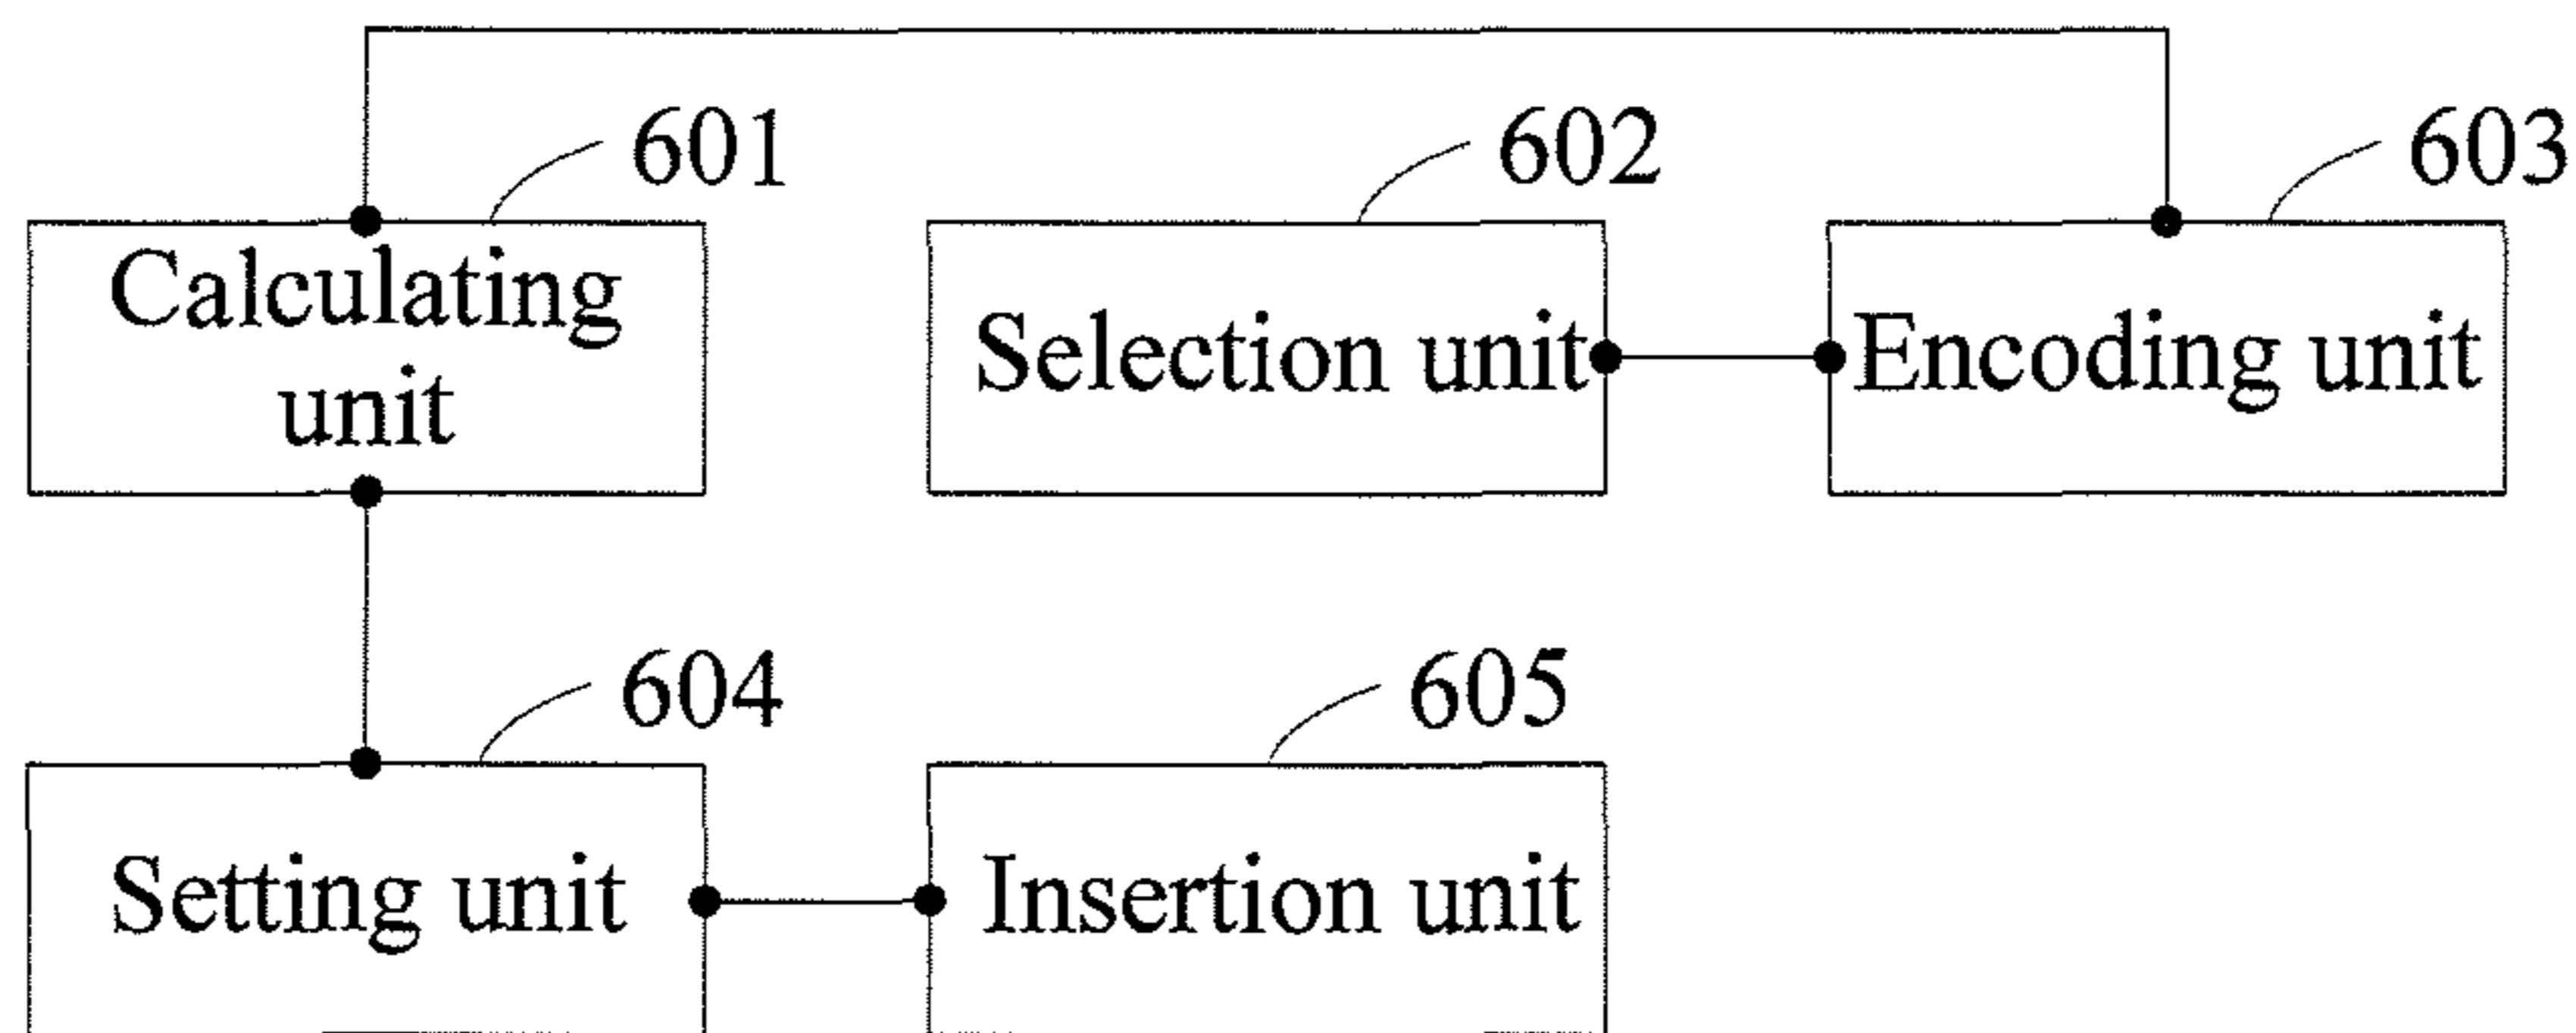 601
602
603
Calculating
unit
Selection unit
Encoding unit
604
605
Setting unit
Insertion unit